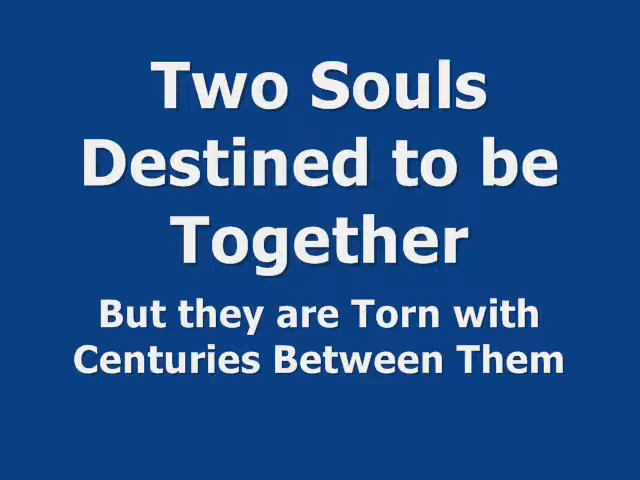 Two Souls
Destined to be
Together
But they are Torn with
Centuries Between Them